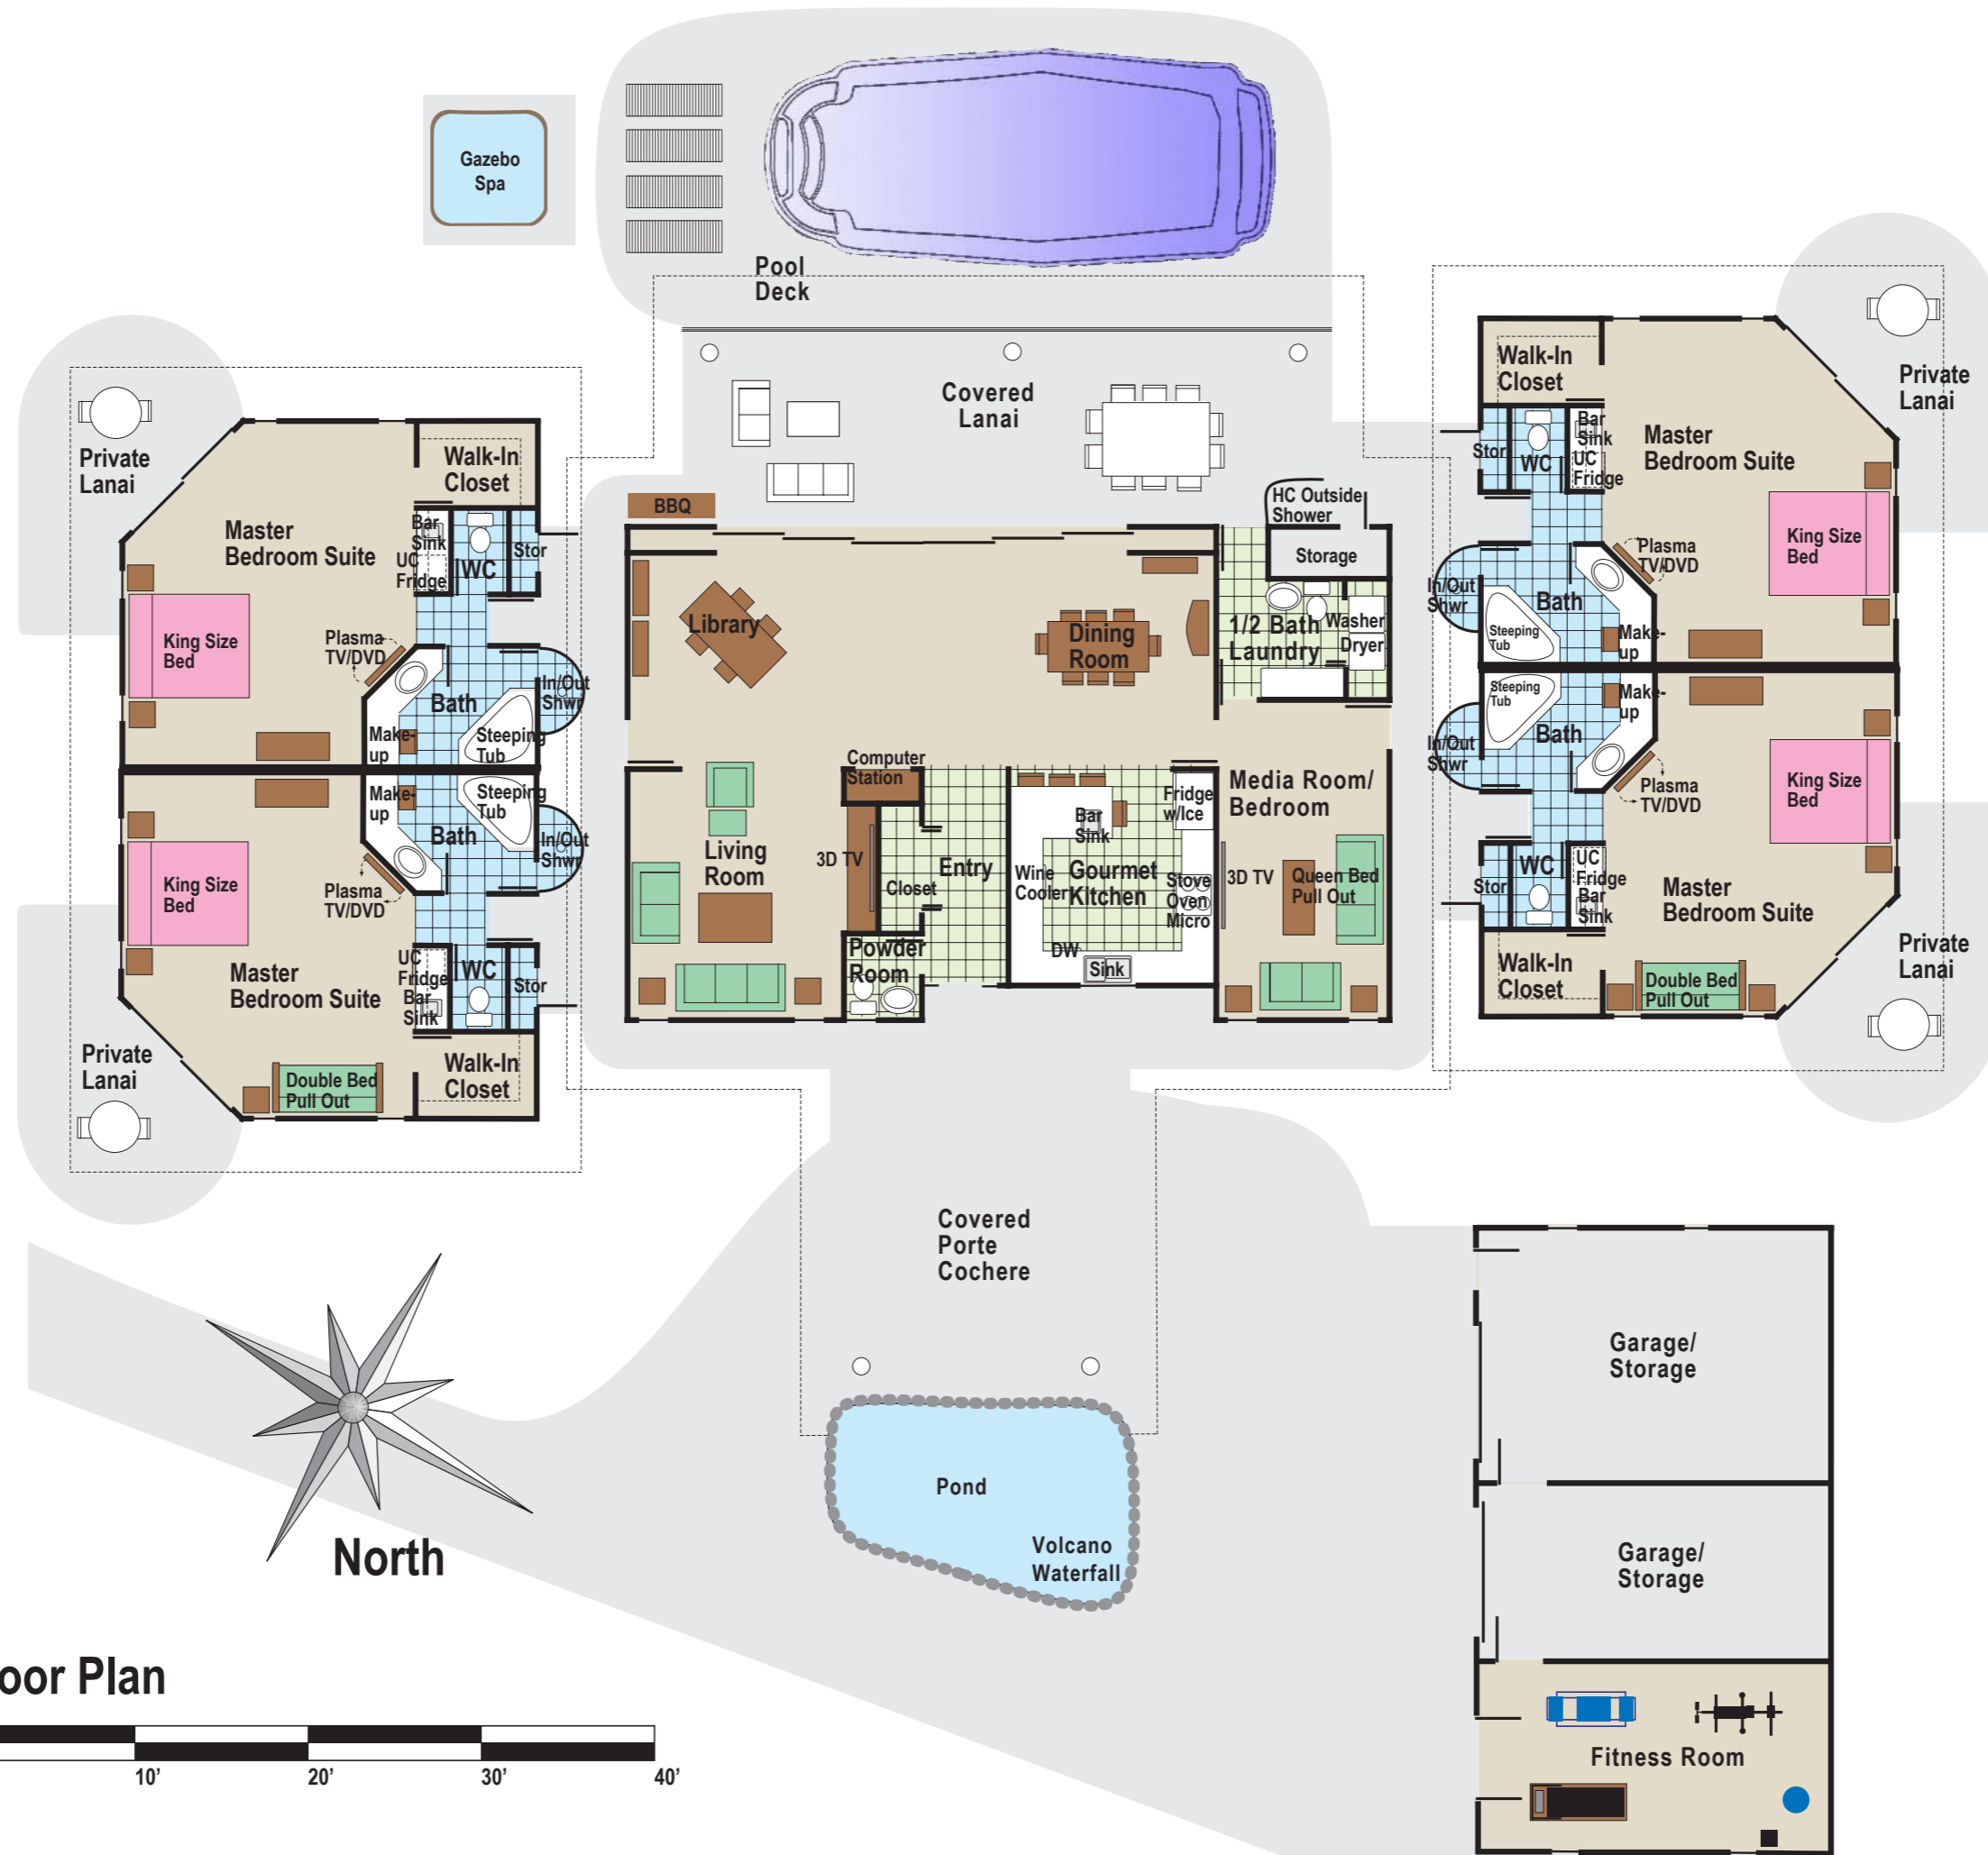 Gazebo
Spa
Pool
Deck
Covered
Lanai
Private
Lanai
Walk-In
Closet
Master
Bedroom Suite
Bar
Sink
UC
Fridge
WC
Stor
King Size
Bed
Plasma
TV/DVD
Bath
In/Out
Shwr
Make-
up
Steeping
Tub
Make-
up
Steeping
Tub
Bath
In/Out
Shwr
King Size
Bed
Plasma
TV/DVD
UC
Fridge
Bar
Sink
WC
Stor
Master
Bedroom Suite
Private
Lanai
Double Bed
Pull Out
Walk-In
Closet
BBQ
HC Outside
Shower
Storage
Library
Dining
Room
1/2 Bath
Laundry
Washer
Dryer
Computer
Station
Living
Room
3D TV
Closet
Entry
Powder
Room
Bar
Sink
Fridge
w/Ice
Wine
Cooler
Gourmet
Kitchen
Stove
Oven
Micro
DW
Sink
Media Room/
Bedroom
3D TV
Queen Bed
Pull Out
Walk-In
Closet
Private
Lanai
Stor
WC
Bar
Sink
UC
Fridge
Master
Bedroom Suite
King Size
Bed
Plasma
TV/DVD
In/Out
Shwr
Bath
Steeping
Tub
Make-
up
Steeping
Tub
Make-
up
Bath
In/Out
Shwr
Plasma
TV/DVD
King Size
Bed
Stor
WC
UC
Fridge
Bar
Sink
Master
Bedroom Suite
Walk-In
Closet
Double Bed
Pull Out
Private
Lanai
Covered
Porte
Cochere
Pond
Volcano
Waterfall
Garage/
Storage
Garage/
Storage
Fitness Room
North
oor Plan
10’ 20’ 30’ 40’